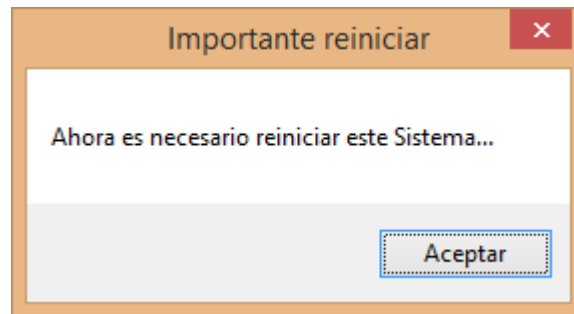 Importante reiniciar
Ahora es necesario reiniciar este Sistema...
Aceptar